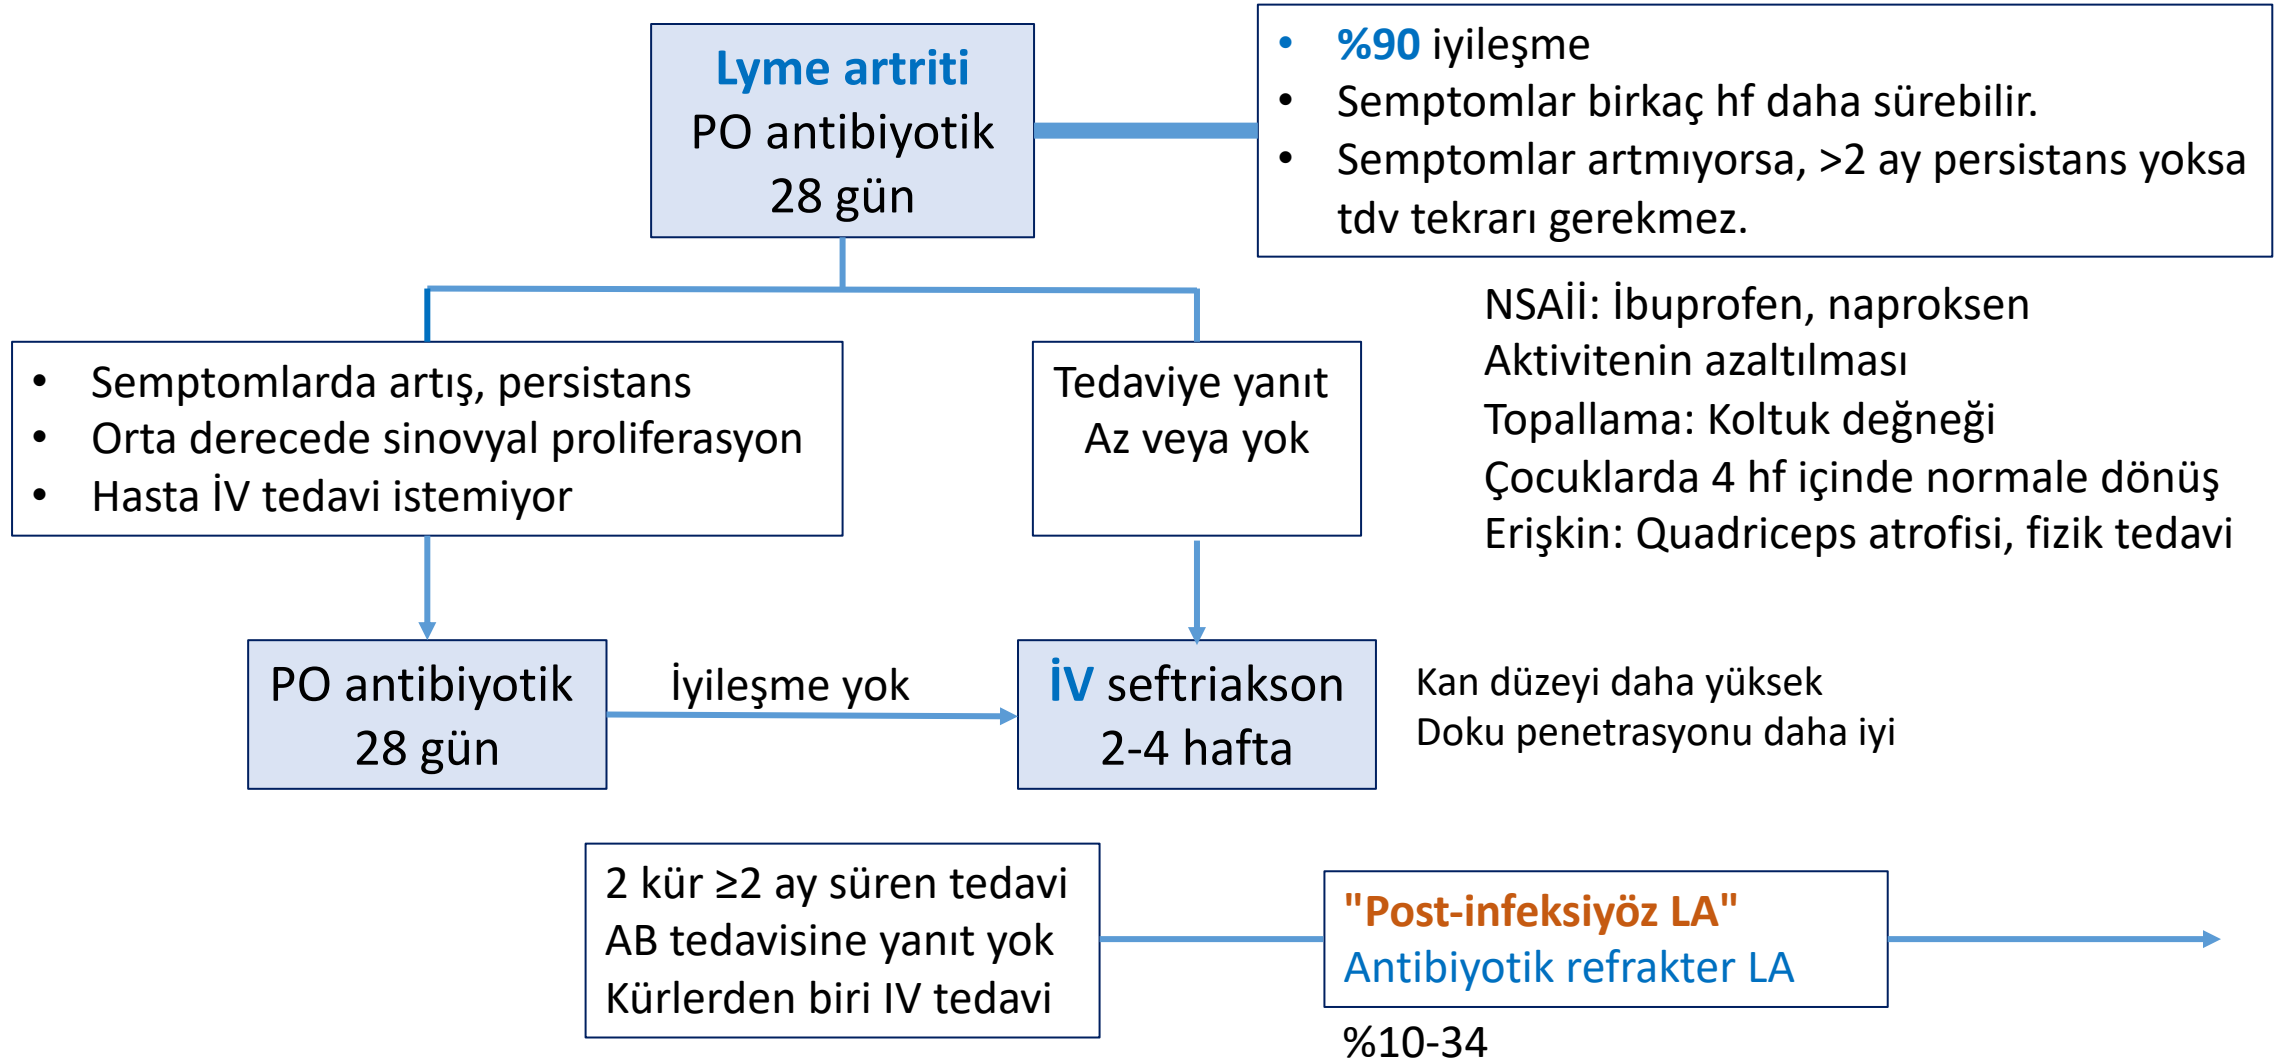 Lyme artriti
PO antibiyotik
28 gün
• %90 iyileşme
• Semptomlar birkaç hf daha sürebilir.
• Semptomlar artmıyorsa, >2 ay persistans yoksa
tdv tekrarı gerekmez.
• Semptomlarda artış, persistans
• Orta derecede sinovyal proliferasyon
• Hasta İV tedavi istemiyor
Tedaviye yanıt
Az veya yok
NSAİİ: İbuprofen, naproksen
Aktivitenin azaltılması
Topallama: Koltuk değneği
Çocuklarda 4 hf içinde normale dönüş
Erişkin: Quadriceps atrofisi, fizik tedavi
PO antibiyotik
28 gün
İyileşme yok
İV seftriakson
2-4 hafta
Kan düzeyi daha yüksek
Doku penetrasyonu daha iyi
2 kür ≥2 ay süren tedavi
AB tedavisine yanıt yok
Kürlerden biri IV tedavi
"Post-infeksiyöz LA"
Antibiyotik refrakter LA
%10-34